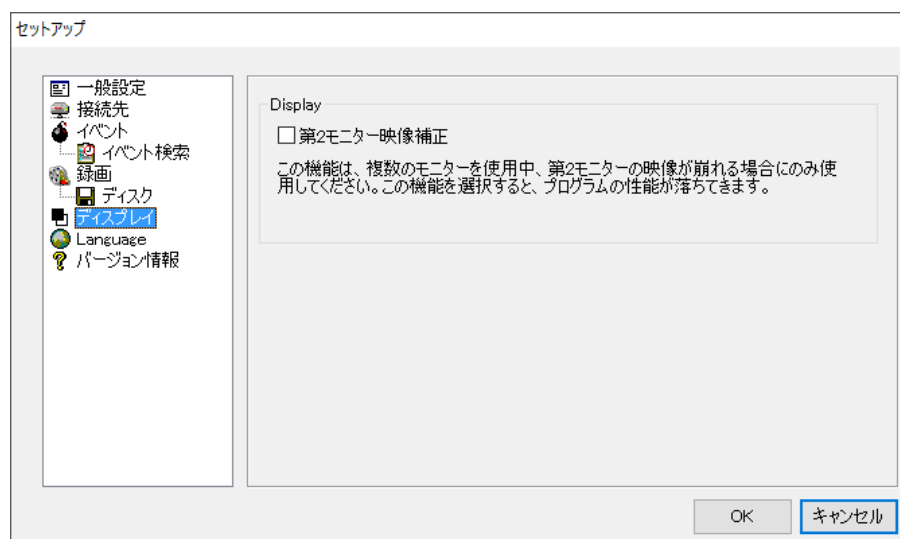 セットアップ
一般設定
接続先
イベント
イベント検索
録画
ディスク
ディスプレイ
Language
バージョン情報
Display
第2モニター映像補正
この機能は、複数のモニターを使用中、第2モニターの映像が崩れる場合にのみ使
用してください。この機能を選択すると、プログラムの性能が落ちてきます。
OK
キャンセル